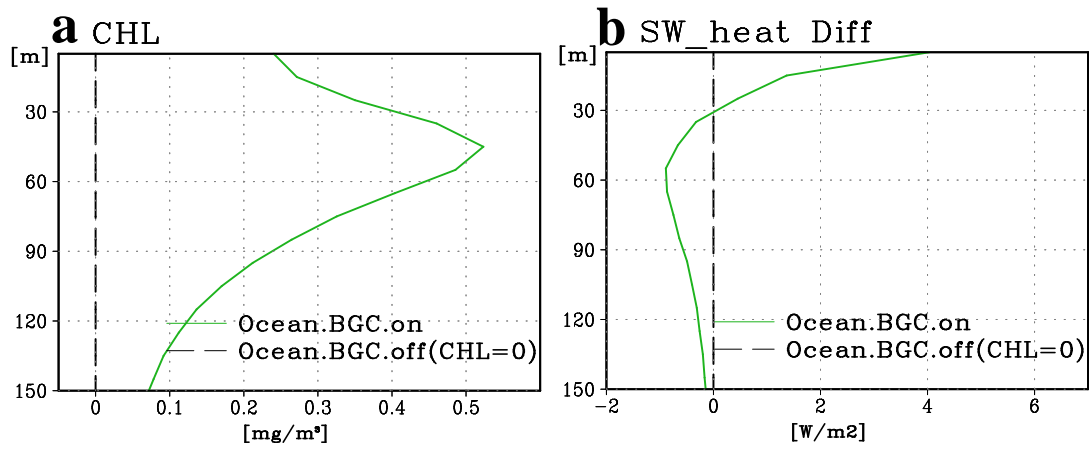 a CHL
[m]
30
60
90
120
150
Ocean.BGC.on
Ocean.BGC.off(CHL=0)
0 0.1 0.2 0.3 0.4 0.5
[mg/m³]
b SW_heat Diff
[m]
30
60
90
120
150
Ocean.BGC.on
Ocean.BGC.off(CHL=0)
-2 0 2 4 6
[W/m2]